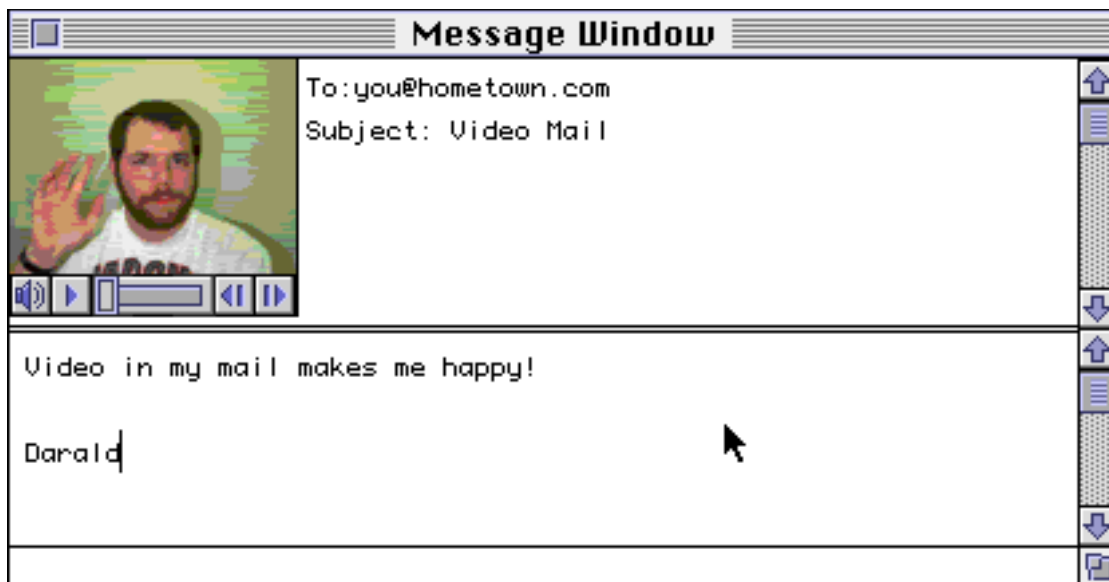 Message Window
To:you@hometown.com
Subject: Video Mail
Video in my mail makes me happy!
Darald